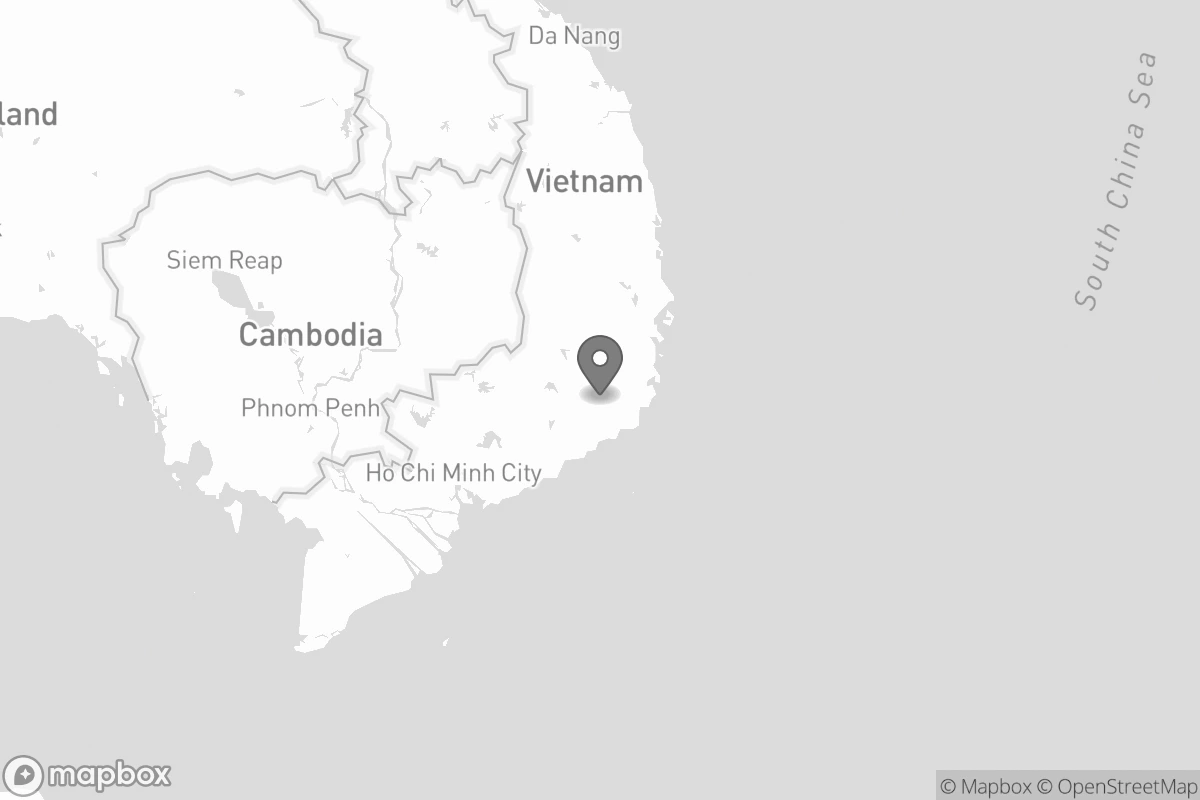 Da Nang
land
Vietnam
South China Sea
Siem Reap
Cambodia
Phnom Penh
Ho Chi Minh City
mapbox
© Mapbox © OpenStreetMap